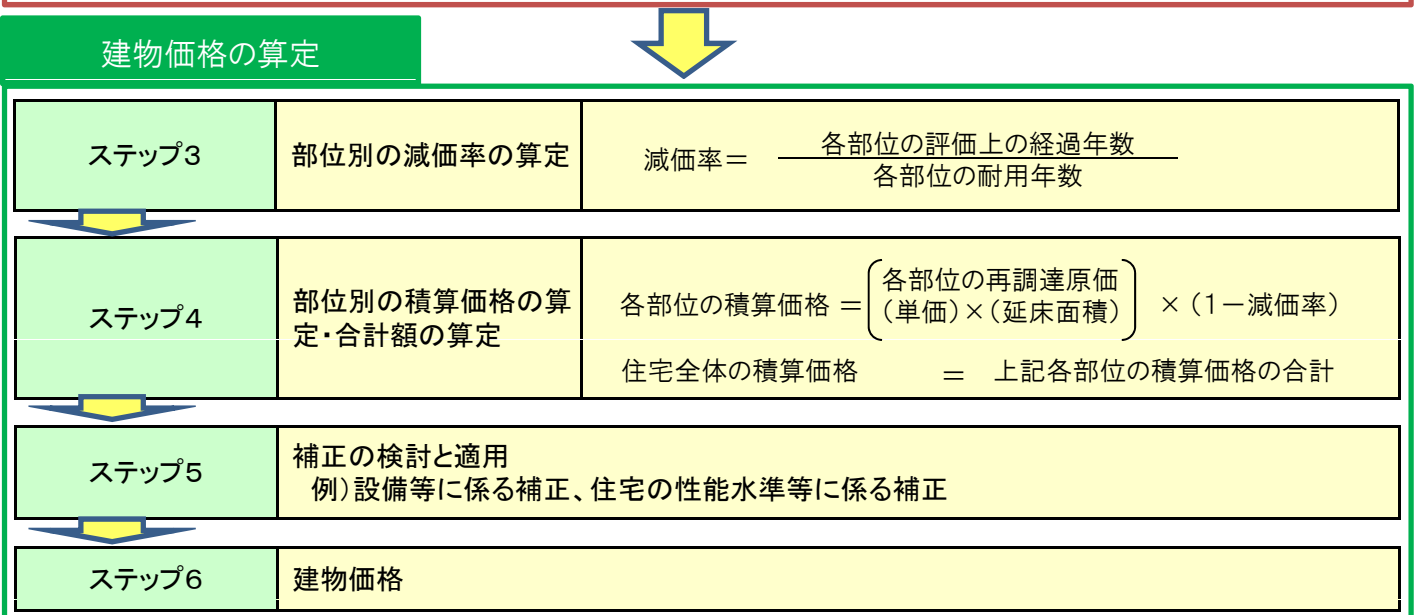 建物価格の算定
ステップ3
部位別の減価率の算定
減価率＝
各部位の評価上の経過年数
各部位の耐用年数
ステップ4
部位別の積算価格の算
定・合計額の算定
各部位の積算価格＝
各部位の再調達原価
(単価)×(延床面積)
×(1－減価率)
住宅全体の積算価格 ＝ 上記各部位の積算価格の合計
ステップ5
補正の検討と適用
例)設備等に係る補正、住宅の性能水準等に係る補正
ステップ6
建物価格